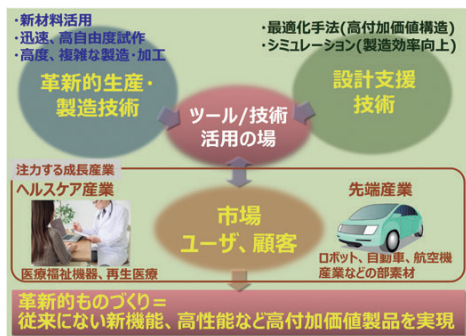 ・新材料活用
・迅速、高自由度試作
・高度、複雑な製造・加工
・最適化手法(高付加価値構造)
・シミュレーション(製造効率向上)
革新的生産・
製造技術
設計支援
技術
ツール/技術
活用の場
注力する成長産業
ヘルスケア産業
先端産業
市場
ユーザ、顧客
医療福祉機器、再生医療
ロボット、自動車、航空機
産業などの部素材
革新的ものづくり＝
従来にない新機能、高性能など高付加価値製品を実現